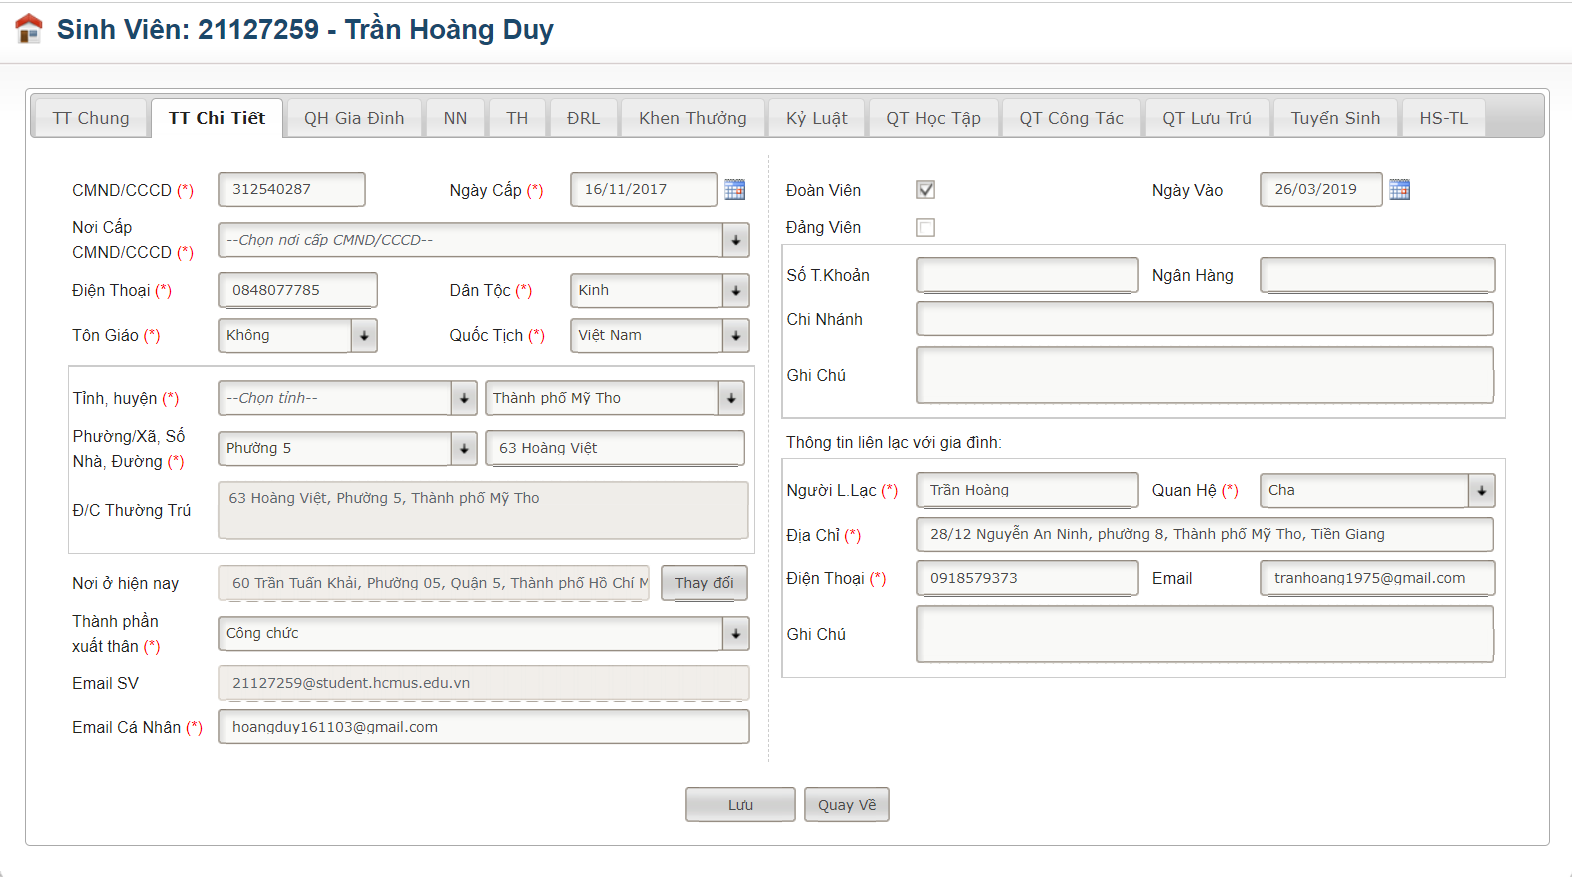 Sinh Viên: 21127259 - Trần Hoàng Duy
TT Chung TT Chi Tiết QH Gia Đình NN TH ĐRL Khen Thưởng Kỷ Luật QT Học Tập QT Công Tác QT Lưu Trú Tuyển Sinh HS-TL
CMND/CCCD (*) 312540287 Ngày Cấp (*) 16/11/2017
Nơi Cấp
CMND/CCCD (*) --Chọn nơi cấp CMND/CCCD--
Điện Thoại (*) 0848077785 Dân Tộc (*) Kinh
Tôn Giáo (*) Không Quốc Tịch (*) Việt Nam
Tỉnh, huyện (*) --Chọn tỉnh-- Thành phố Mỹ Tho
Phường/Xã, Số
Nhà, Đường (*) Phường 5 63 Hoàng Việt
Đ/C Thường Trú 63 Hoàng Việt, Phường 5, Thành phố Mỹ Tho
Nơi ở hiện nay 60 Trần Tuấn Khải, Phường 05, Quận 5, Thành phố Hồ Chí M Thay đổi
Thành phần
xuất thân (*) Công chức
Email SV 21127259@student.hcmus.edu.vn
Email Cá Nhân (*) hoangduy161103@gmail.com
Đoàn Viên Ngày Vào 26/03/2019
Đảng Viên
Số T.Khoản Ngân Hàng
Chi Nhánh
Ghi Chú
Thông tin liên lạc với gia đình:
Người L.Lạc (*) Trần Hoàng Quan Hệ (*) Cha
Địa Chỉ (*) 28/12 Nguyễn An Ninh, phường 8, Thành phố Mỹ Tho, Tiền Giang
Điện Thoại (*) 0918579373 Email tranhoang1975@gmail.com
Ghi Chú
Lưu Quay Về